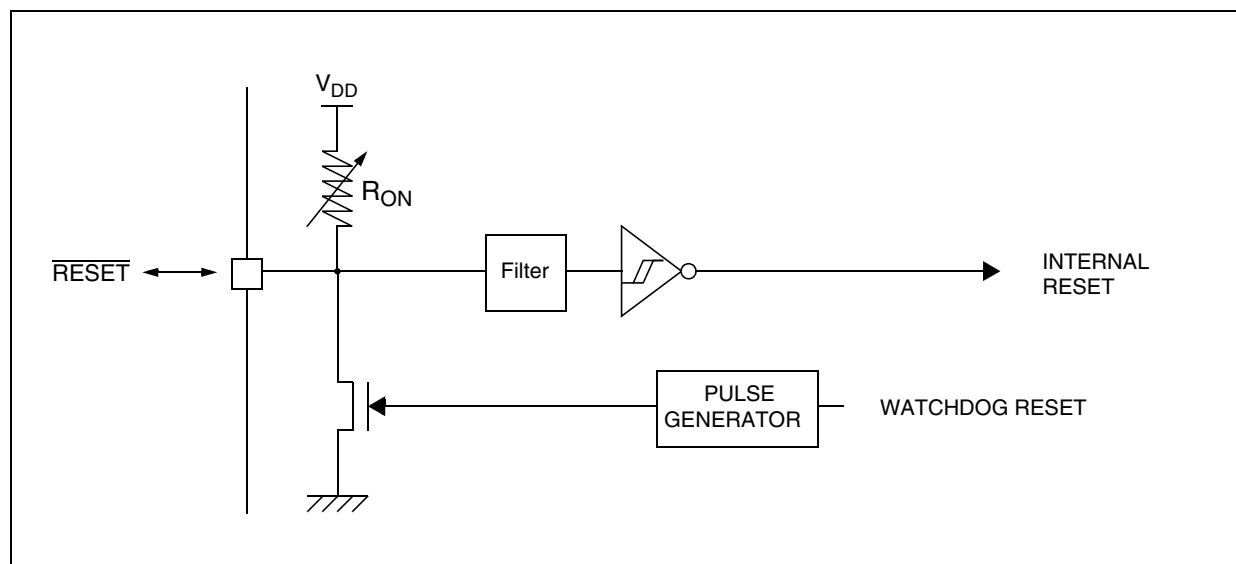 VDD
RON
RESET
Filter
INTERNAL
RESET
PULSE
GENERATOR
WATCHDOG RESET